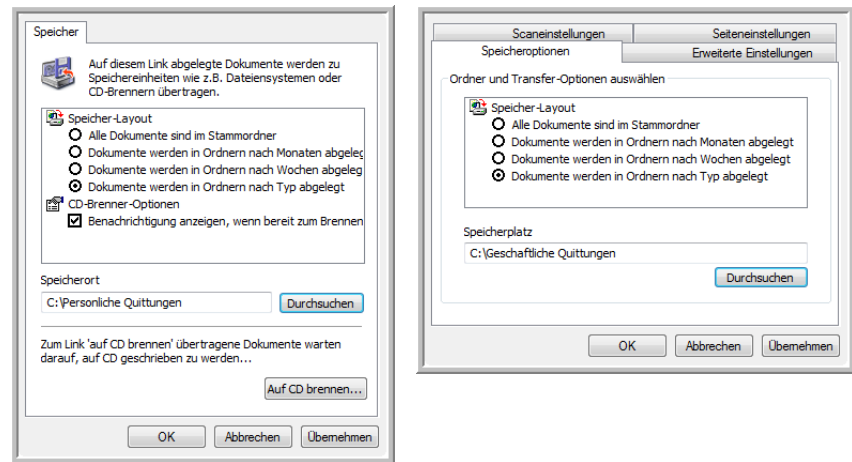 Speicher
Auf diesem Link abgelegte Dokumente werden zu
Speichereinheiten wie z.B. Dateiensystemen oder
CD-Brennern übertragen.
Speicher-Layout
Alle Dokumente sind im Stammordner
Dokumente werden in Ordnern nach Monaten abgeleg
Dokumente werden in Ordnern nach Wochen abgeleg
Dokumente werden in Ordnern nach Typ abgelegt
CD-Brenner-Optionen
Benachrichtigung anzeigen, wenn bereit zum Brennen
Speicherort
C:\Personliche Quittungen
Durchsuchen
Zum Link 'auf CD brennen' übertragene Dokumente warten
darauf, auf CD geschrieben zu werden...
Auf CD brennen...
OK Abbrechen Übernehmen
Scaneinstellungen Seiteneinstellungen
Speicheroptionen Erweiterte Einstellungen
Ordner und Transfer-Optionen auswählen
Speicher-Layout
Alle Dokumente sind im Stammordner
Dokumente werden in Ordnern nach Monaten abgelegt
Dokumente werden in Ordnern nach Wochen abgelegt
Dokumente werden in Ordnern nach Typ abgelegt
Speicherplatz
C:\Geschaftliche Quittungen
Durchsuchen
OK Abbrechen Übernehmen